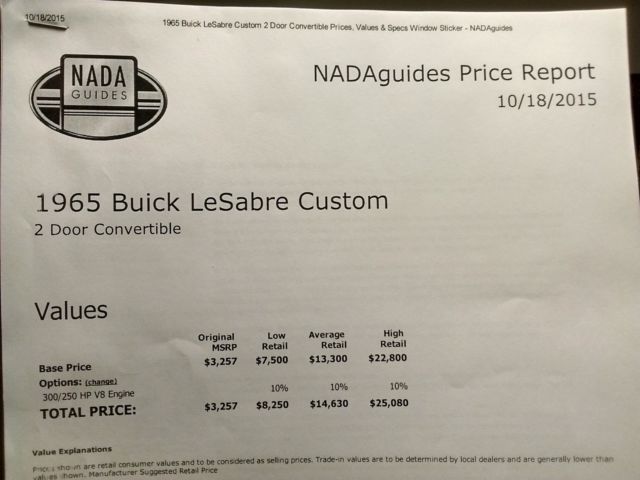 10/18/2015
1965 Buick LeSabre Custom 2 Door Convertible Prices, Values & Specs Window Sticker - NADAguides
NADA
GUIDES
NADAguides Price Report
10/18/2015
1965 Buick LeSabre Custom
2 Door Convertible
Values
Original MSRP Low Retail Average Retail High Retail
Base Price $3,257 $7,500 $13,300 $22,800
Options: (change)
300/250 HP V8 Engine 10% 10% 10%
TOTAL PRICE: $3,257 $8,250 $14,630 $25,080
Value Explanations
Prices shown are retail consumer values and to be considered as selling prices. Trade-in values are to be determined by local dealers and are generally lower than
values shown. Manufacturer Suggested Retail Price